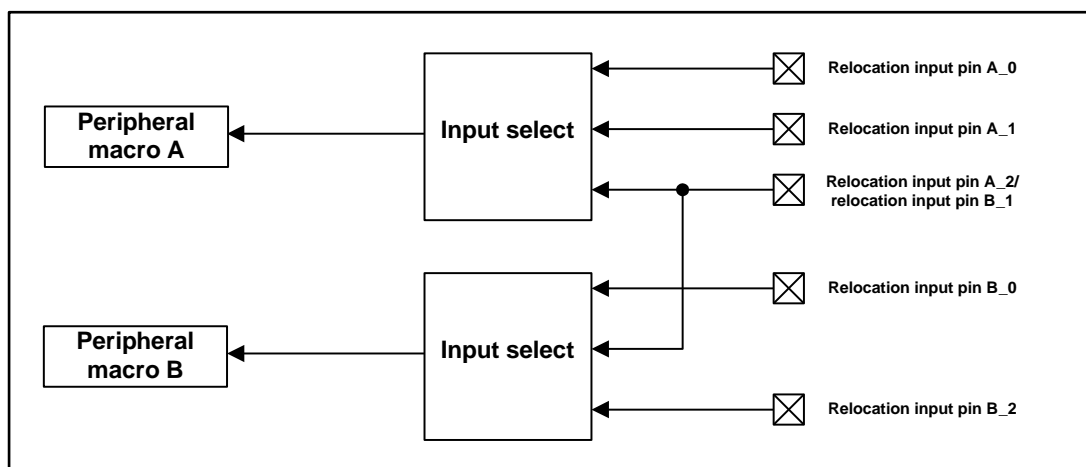 Relocation input pin A_0
Peripheral
macro A
Input select
Relocation input pin A_1
Relocation input pin A_2/
relocation input pin B_1
Relocation input pin B_0
Peripheral
macro B
Input select
Relocation input pin B_2